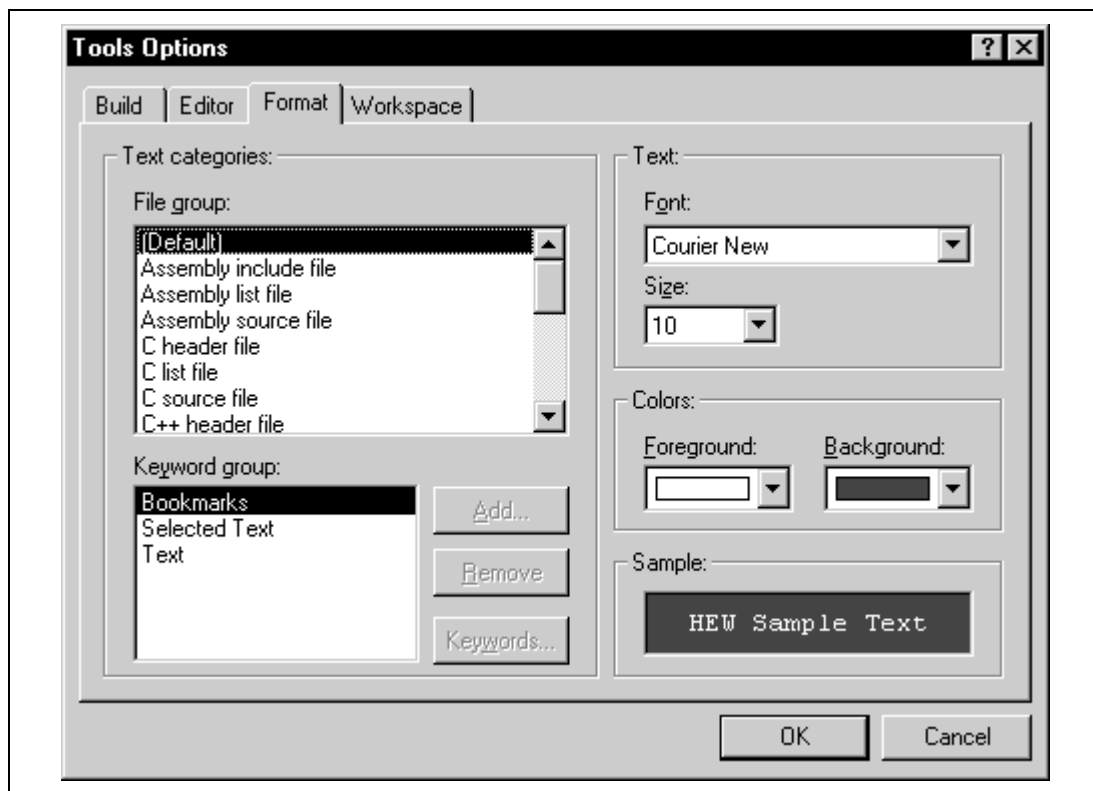 Tools Options
Build Editor Format Workspace
Text categories:
File group:
(Default)
Assembly include file
Assembly list file
Assembly source file
C header file
C list file
C source file
C++ header file
Keyword group:
Bookmarks
Selected Text
Text
Add...
Remove
Keywords...
Text:
Font:
Courier New
Size:
10
Colors:
Foreground: Background:
Sample:
HEW Sample Text
OK Cancel